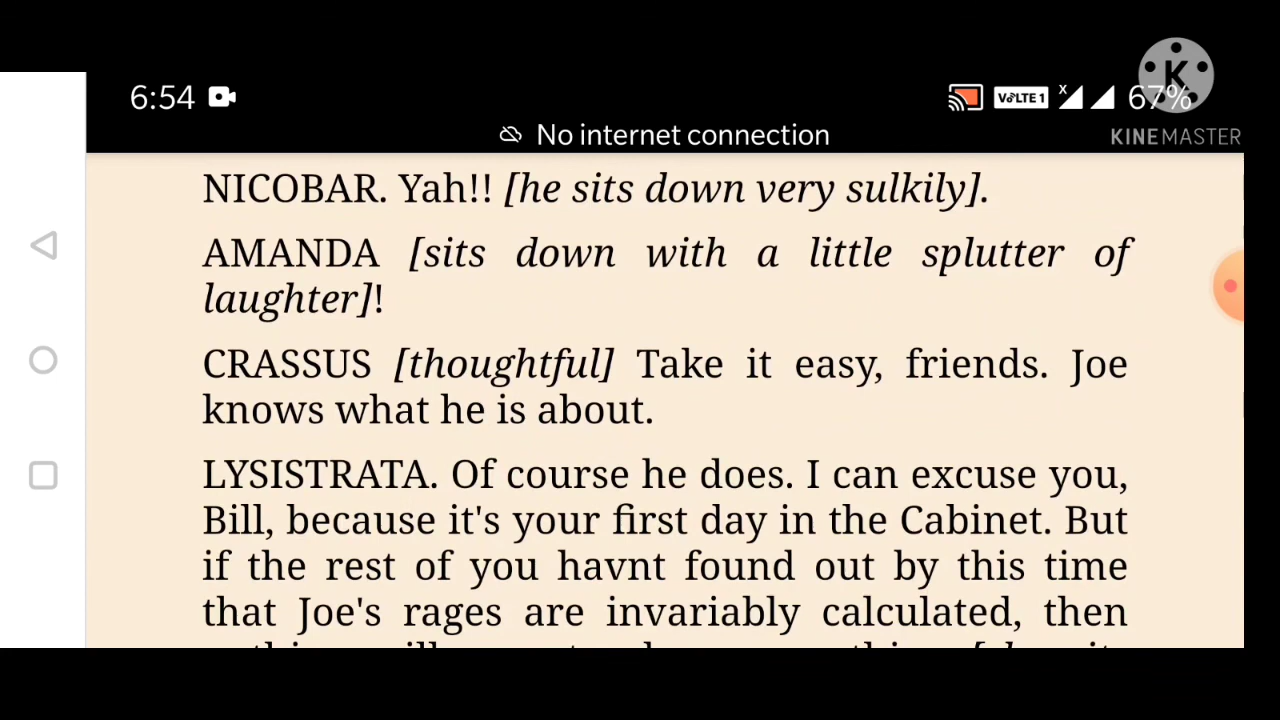 6:54
VoLTE 1
67%
K
No internet connection
KINEMASTER
NICOBAR. Yah!! [he sits down very sulkily].
AMANDA [sits down with a little splutter of
laughter]!
CRASSUS [thoughtful] Take it easy, friends. Joe
knows what he is about.
LYSISTRATA. Of course he does. I can excuse you,
Bill, because it's your first day in the Cabinet. But
if the rest of you havnt found out by this time
that Joe's rages are invariably calculated, then